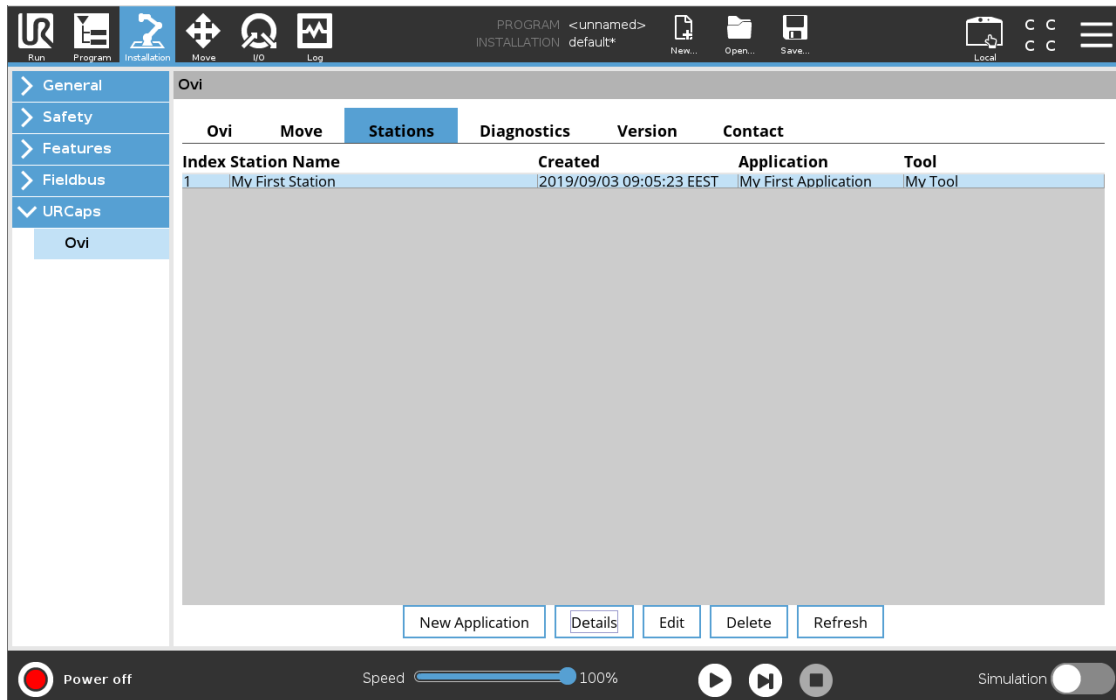 PROGRAM <unnamed>
INSTALLATION default*
Run Program Installation Move I/O Log New... Open... Save... Local
C C
C C
General
Safety
Features
Fieldbus
URCaps
Ovi
Ovi
Ovi Move Stations Diagnostics Version Contact
Index Station Name Created Application Tool
1 My First Station 2019/09/03 09:05:23 EEST My First Application My Tool
New Application Details Edit Delete Refresh
Power off Speed 100% Simulation